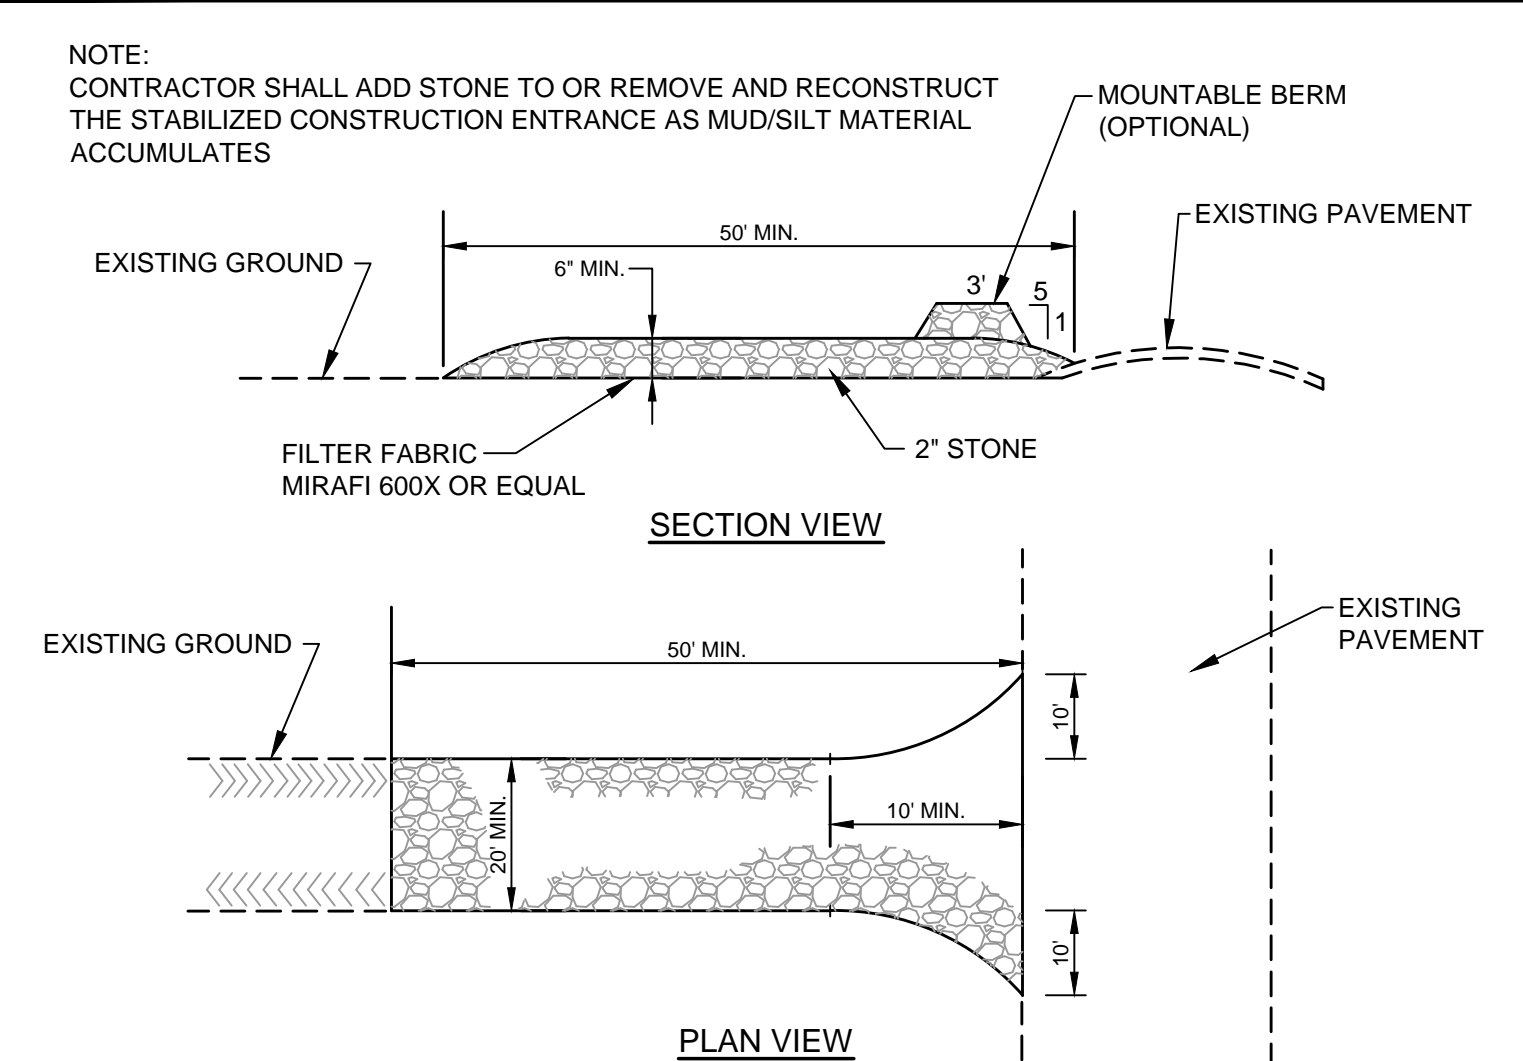 NOTE:
CONTRACTOR SHALL ADD STONE TO OR REMOVE AND RECONSTRUCT
THE STABILIZED CONSTRUCTION ENTRANCE AS MUD/SILT MATERIAL
ACCUMULATES
MOUNTABLE BERM
(OPTIONAL)
EXISTING PAVEMENT
50' MIN.
EXISTING GROUND
6" MIN.
3'
5
1
FILTER FABRIC
MIRAFI 600X OR EQUAL
2" STONE
SECTION VIEW
EXISTING
PAVEMENT
EXISTING GROUND
50' MIN.
10'
20' MIN.
10' MIN.
10'
PLAN VIEW